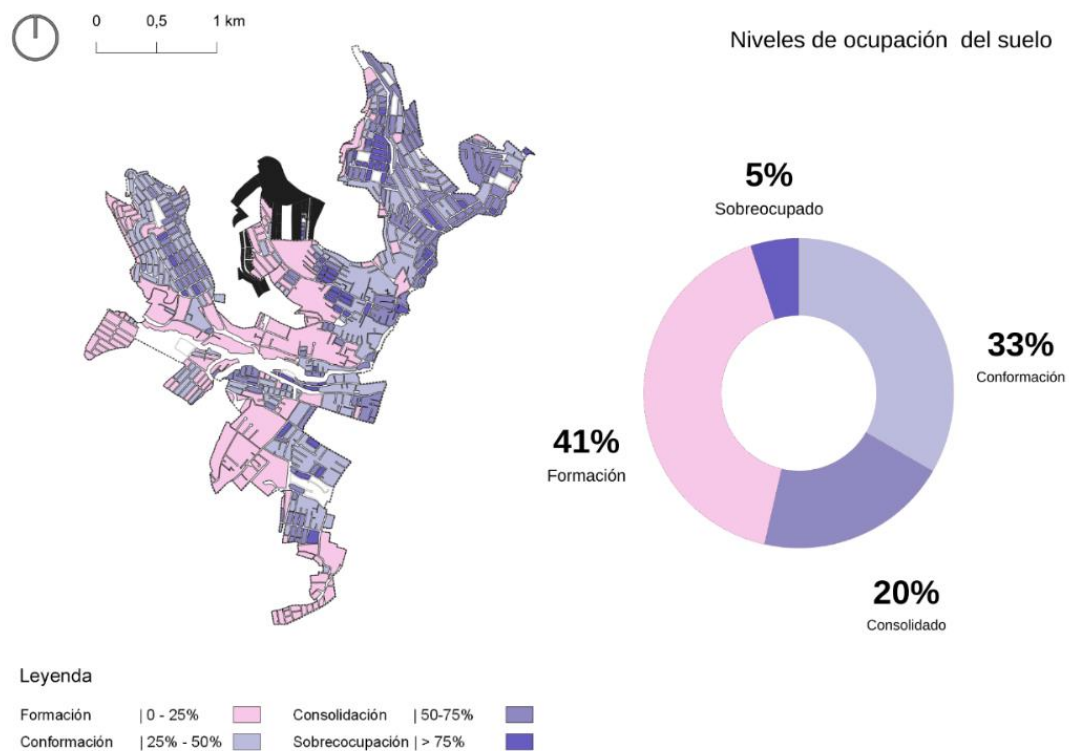 0 0,5 1 km
Niveles de ocupación del suelo
5%
Sobreocupado
33%
Conformación
41%
Formación
20%
Consolidado
Leyenda
Formación | 0 - 25% Consolidación | 50-75%
Conformación | 25% - 50% Sobrecocupación | > 75%